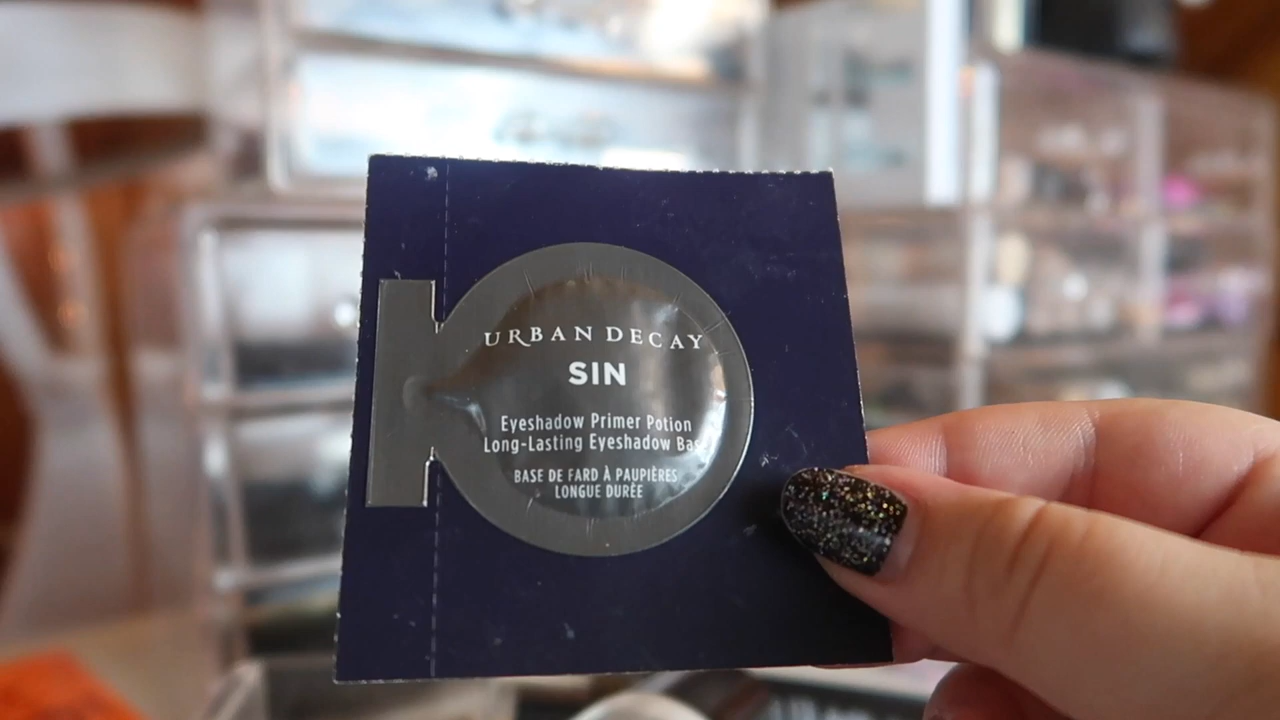 URBAN DECAY
SIN
Eyeshadow Primer Potion
Long-Lasting Eyeshadow Bas
BASE DE FARD À PAUPIÈRES
LONGUE DURÉE